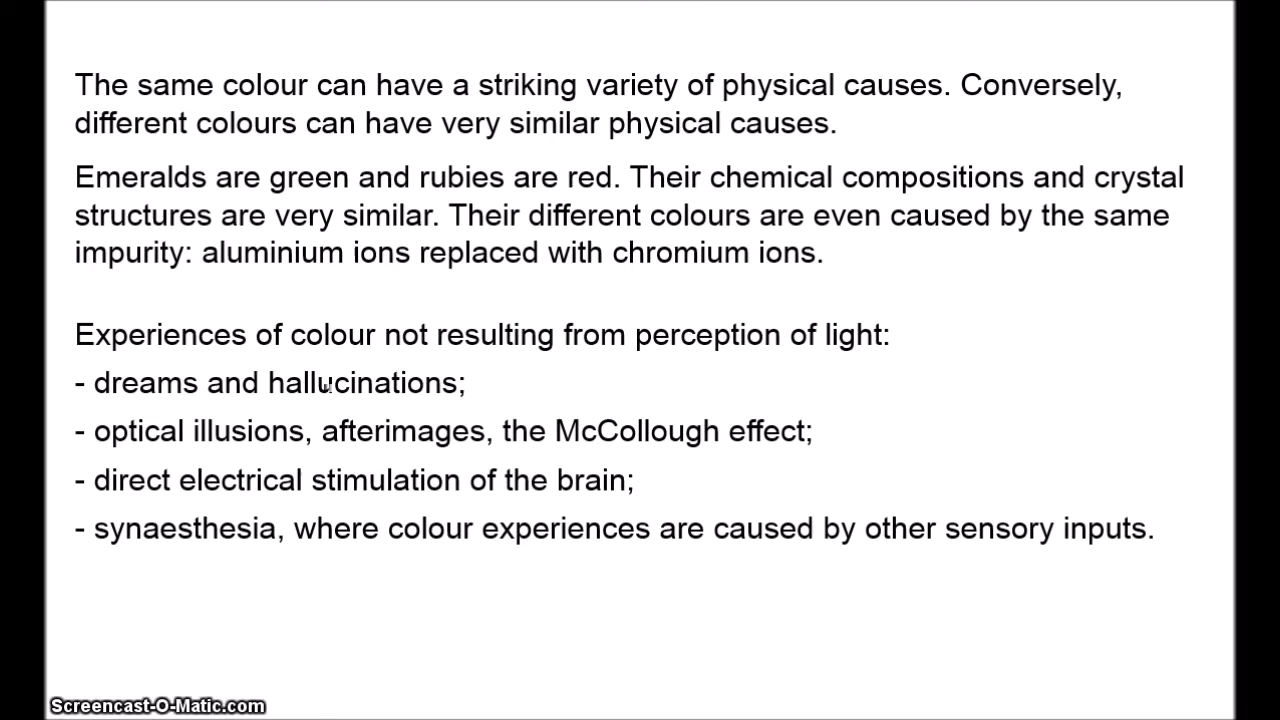 The same colour can have a striking variety of physical causes. Conversely,
different colours can have very similar physical causes.
Emeralds are green and rubies are red. Their chemical compositions and crystal
structures are very similar. Their different colours are even caused by the same
impurity: aluminium ions replaced with chromium ions.
Experiences of colour not resulting from perception of light:
- dreams and hallucinations;
- optical illusions, afterimages, the McCollough effect;
- direct electrical stimulation of the brain;
- synaesthesia, where colour experiences are caused by other sensory inputs.
Screencast-O-Matic.com